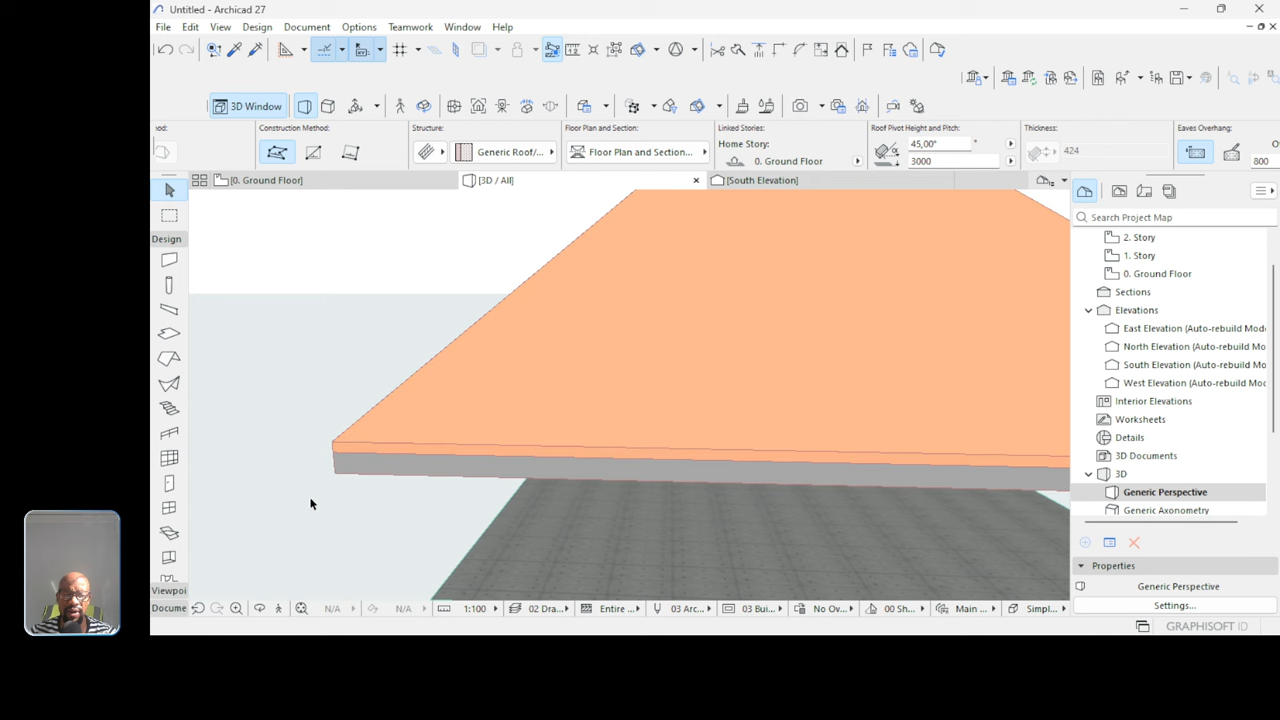 Untitled - Archicad 27
File Edit View Design Document Options Teamwork Window Help
3D Window
Construction Method: Structure: Floor Plan and Section: Linked Stories: Roof Pivot Height and Pitch: Thickness: Eaves Overhang:
Generic Roof/... Floor Plan and Section... Home Story: 0. Ground Floor 45,00° 3000 424 800
[0. Ground Floor] [3D / All] [South Elevation]
Search Project Map
Design
2. Story
1. Story
0. Ground Floor
Sections
Elevations
East Elevation (Auto-rebuild Mode
North Elevation (Auto-rebuild Mo
South Elevation (Auto-rebuild Mo
West Elevation (Auto-rebuild Mo
Interior Elevations
Worksheets
Details
3D Documents
3D
Generic Perspective
Generic Axonometry
Properties
Generic Perspective
Settings...
Viewpoi
Docume N/A N/A 1:100 02 Dra... Entire ... 03 Arc... 03 Bui... No Ov... 00 Sh... Main ... Simpl...
GRAPHISOFT ID